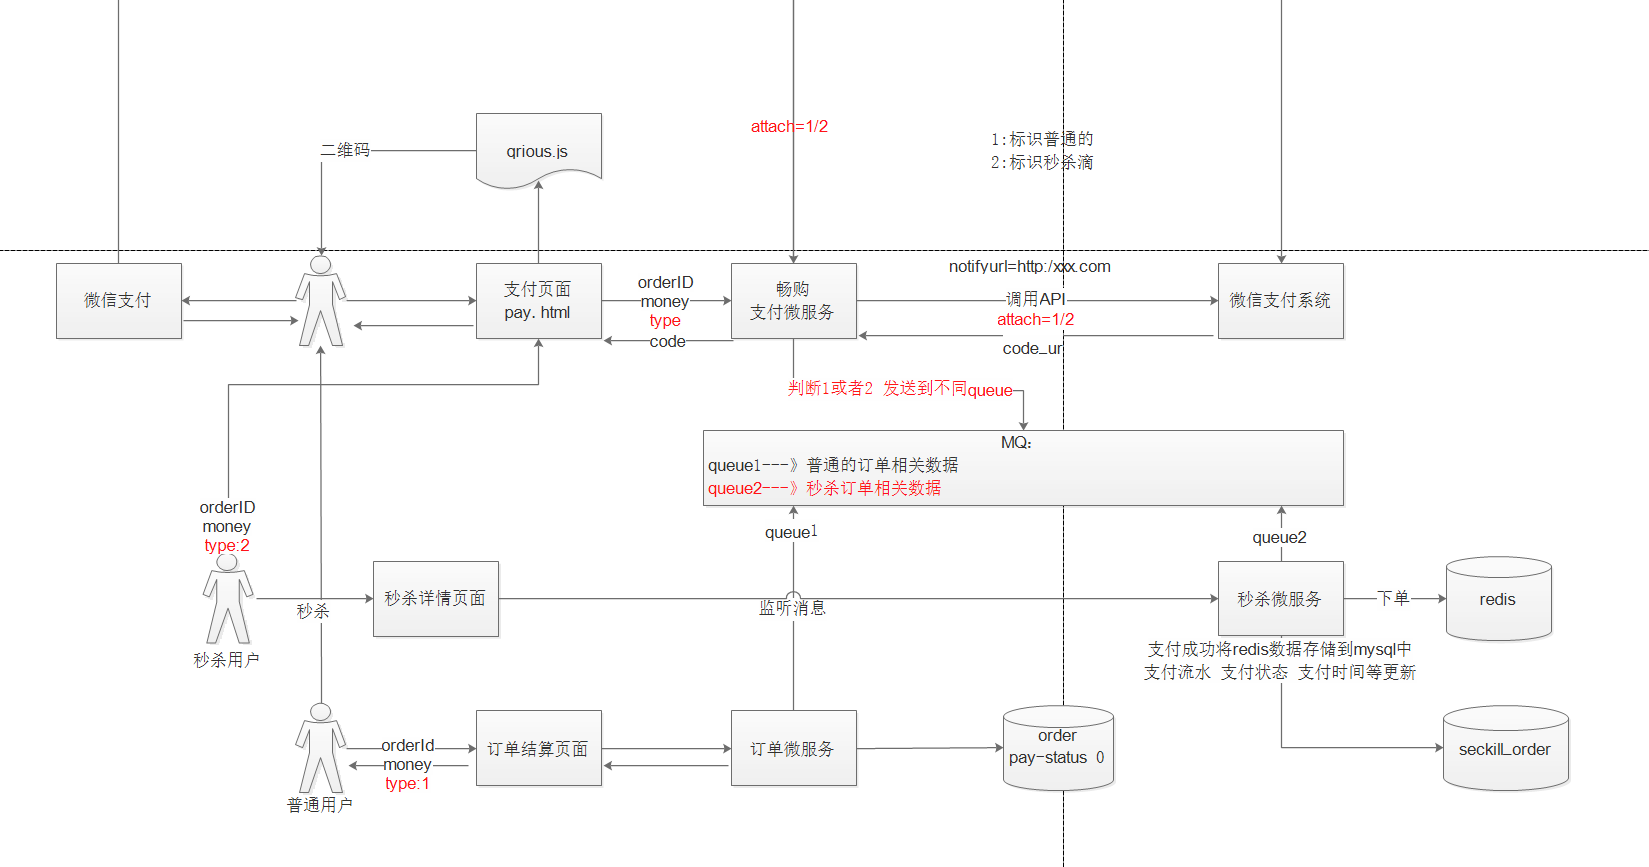 attach=1/2
1:标识普通的
2:标识秒杀滴
二维码
qrious.js
微信支付
支付页面
pay. html
orderID
money
type
code
畅购
支付微服务
notifyurl=http:/xxx.com
调用API
attach=1/2
code_ur
微信支付系统
判断1或者2 发送到不同queue
MQ:
queue1---》普通的订单相关数据
queue2---》秒杀订单相关数据
orderID
money
type:2
queue1
queue2
秒杀
秒杀详情页面
监听消息
秒杀微服务
下单
redis
秒杀用户
支付成功将redis数据存储到mysql中
支付流水 支付状态 支付时间等更新
orderId
money
type:1
订单结算页面
订单微服务
order
pay-status 0
seckill_order
普通用户